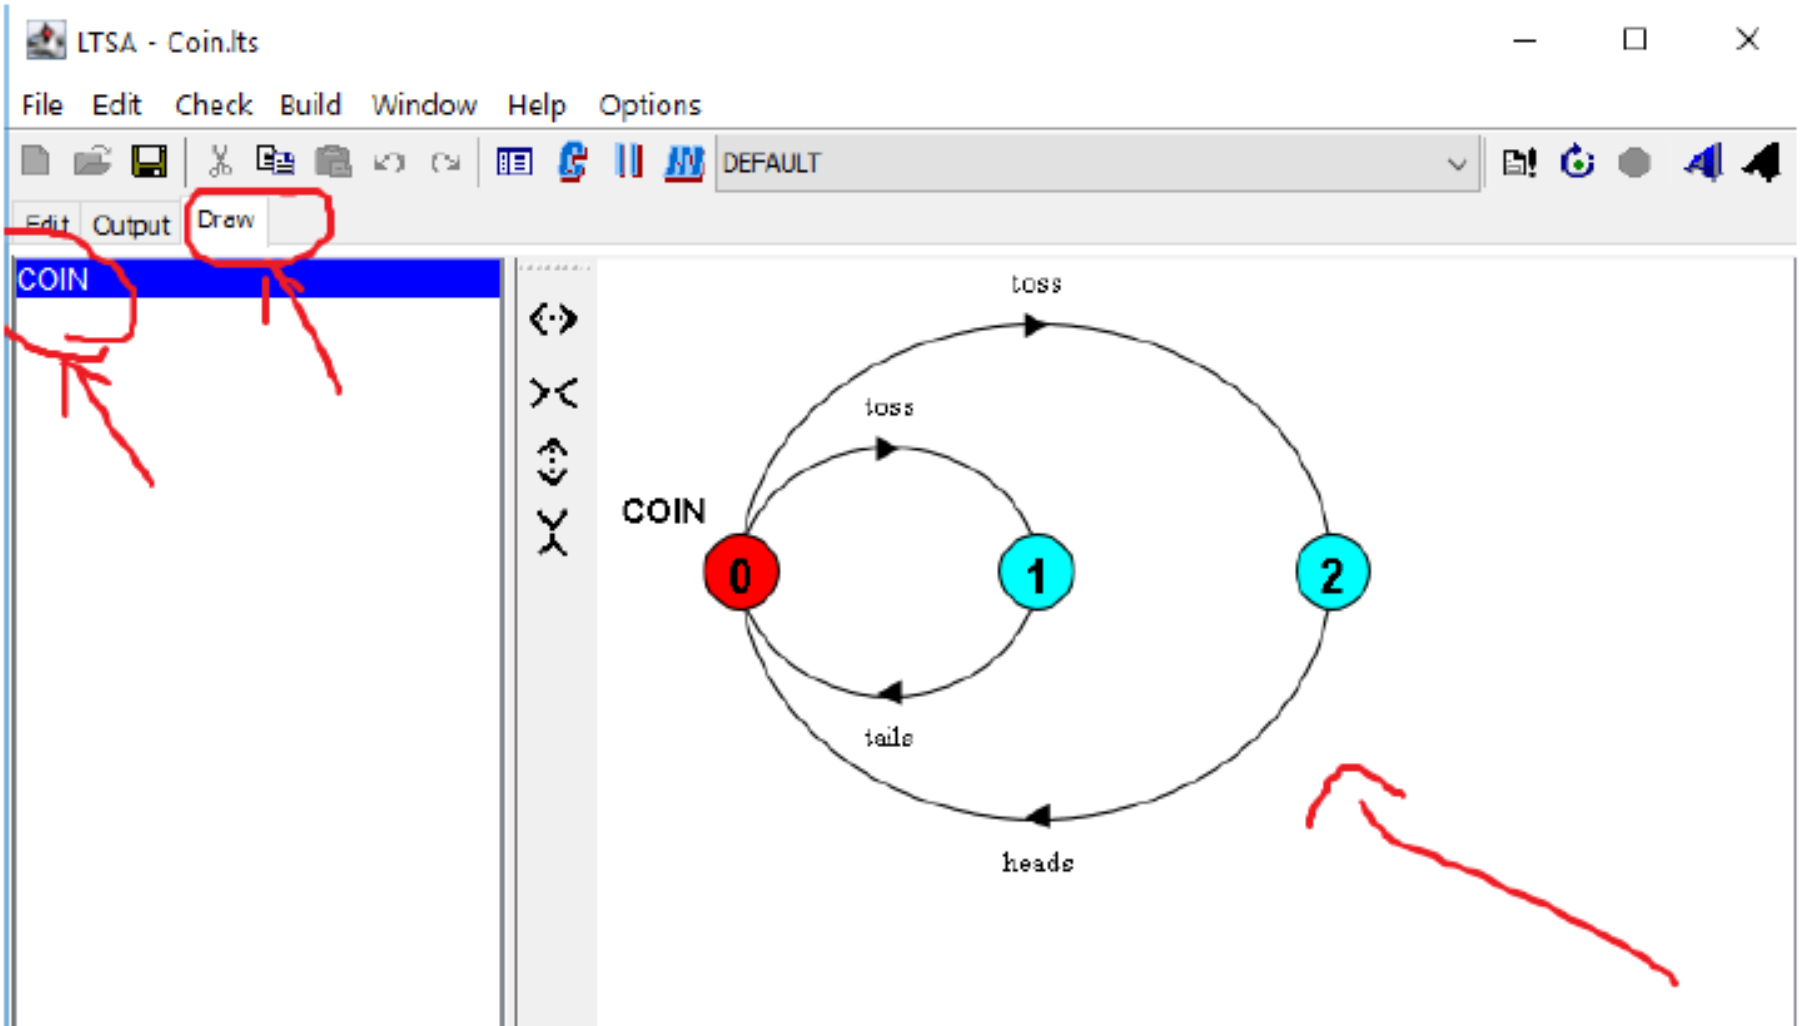 LTSA - Coin.lts
File Edit Check Build Window Help Options
DEFAULT
Edit Output Draw
COIN
toss
toss
COIN
0 1 2
tails
heads